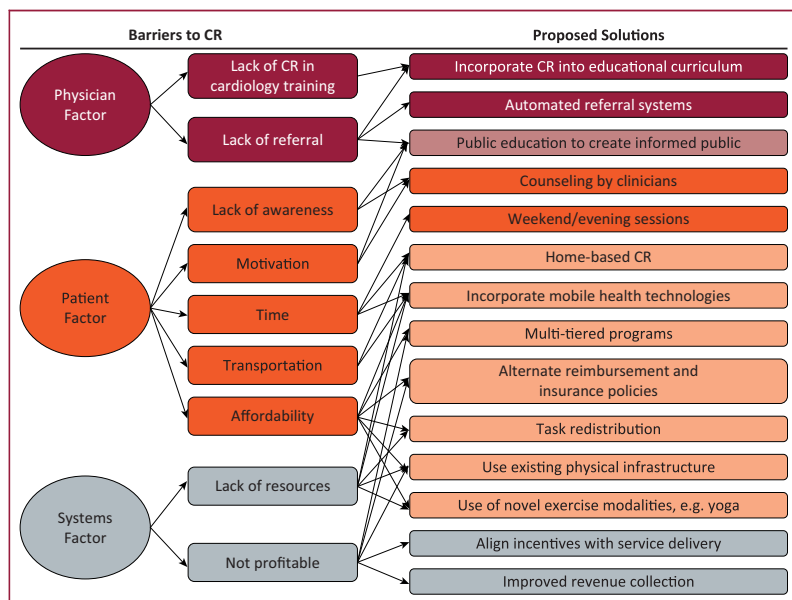 Barriers to CR
Proposed Solutions
Physician
Factor
Lack of CR in
cardiology training
Lack of referral
Patient
Factor
Lack of awareness
Motivation
Time
Transportation
Affordability
Systems
Factor
Lack of resources
Not profitable
Incorporate CR into educational curriculum
Automated referral systems
Public education to create informed public
Counseling by clinicians
Weekend/evening sessions
Home-based CR
Incorporate mobile health technologies
Multi-tiered programs
Alternate reimbursement and
insurance policies
Task redistribution
Use existing physical infrastructure
Use of novel exercise modalities, e.g. yoga
Align incentives with service delivery
Improved revenue collection